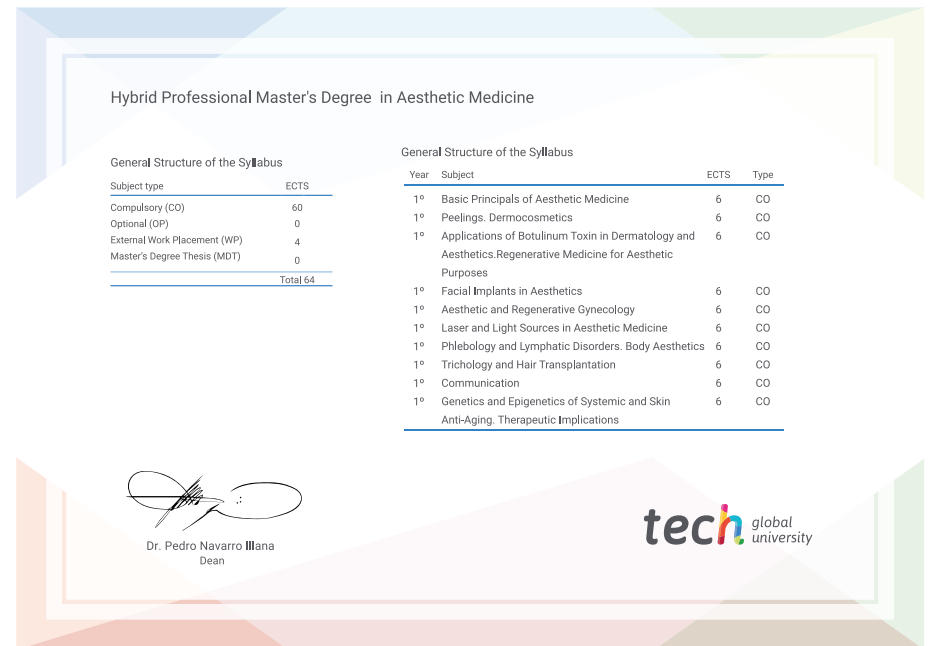 Hybrid Professional Master's Degree in Aesthetic Medicine
General Structure of the Syllabus
Subject type ECTS
Compulsory (CO) 60
Optional (OP) 0
External Work Placement (WP) 4
Master's Degree Thesis (MDT) 0
Total 64
General Structure of the Syllabus
Year Subject ECTS Type
1º Basic Principals of Aesthetic Medicine 6 CO
1º Peelings. Dermocosmetics 6 CO
1º Applications of Botulinum Toxin in Dermatology and 6 CO
Aesthetics.Regenerative Medicine for Aesthetic
Purposes
1º Facial Implants in Aesthetics 6 CO
1º Aesthetic and Regenerative Gynecology 6 CO
1º Laser and Light Sources in Aesthetic Medicine 6 CO
1º Phlebology and Lymphatic Disorders. Body Aesthetics 6 CO
1º Trichology and Hair Transplantation 6 CO
1º Communication 6 CO
1º Genetics and Epigenetics of Systemic and Skin 6 CO
Anti-Aging. Therapeutic Implications
Dr. Pedro Navarro Illana
Dean
tech global
university